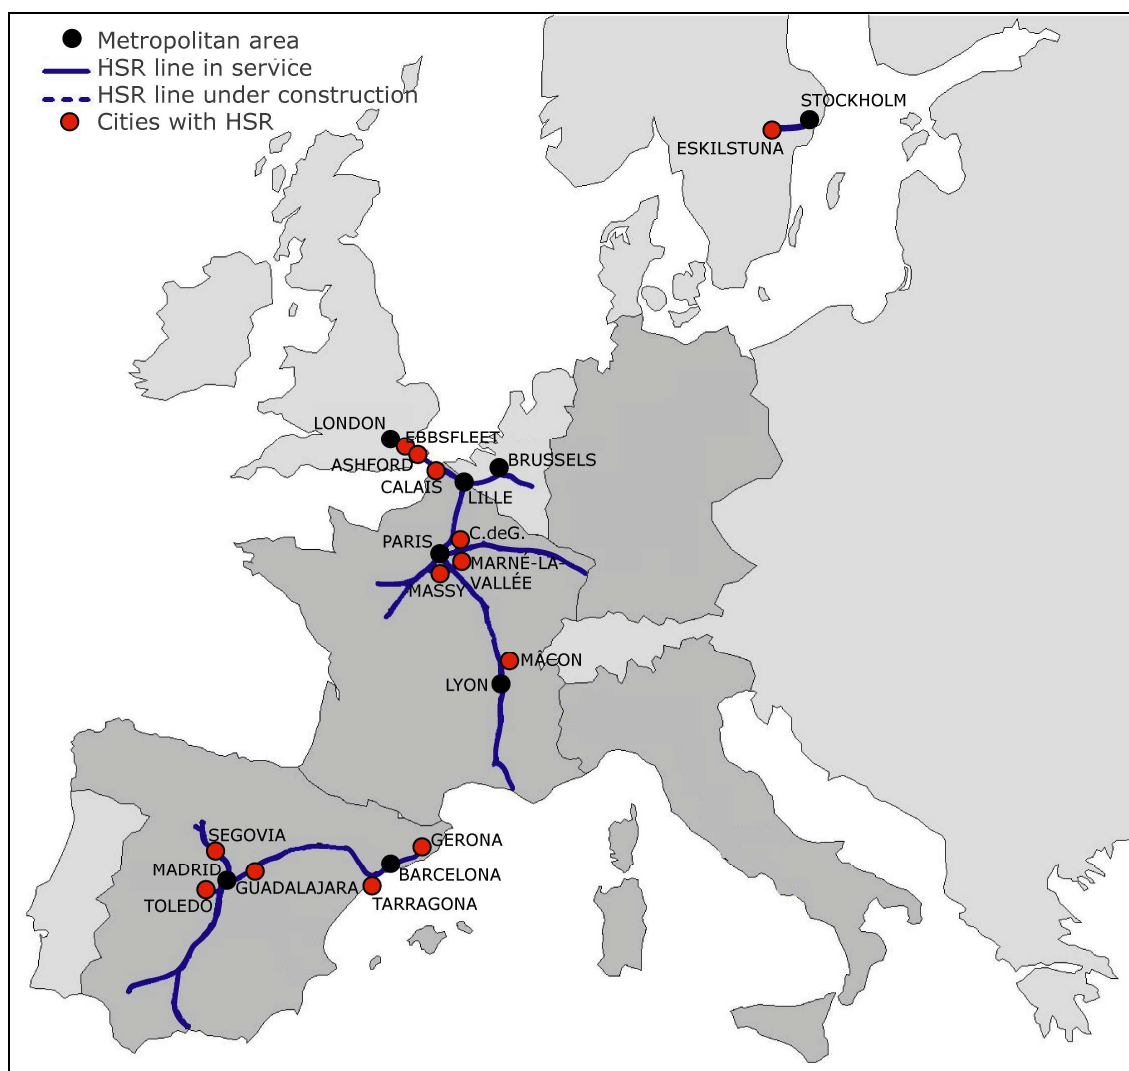 Metropolitan area
HSR line in service
HSR line under construction
Cities with HSR
STOCKHOLM
ESKILSTUNA
LONDON
EBBSFLEET
ASHFORD
BRUSSELS
CALAIS
LILLE
C.deG.
PARIS
MARNÉ-LA-
VALLÉE
MASSY
MÂCON
LYON
SEGOVIA
GERONA
MADRID
GUADALAJARA
BARCELONA
TOLEDO
TARRAGONA